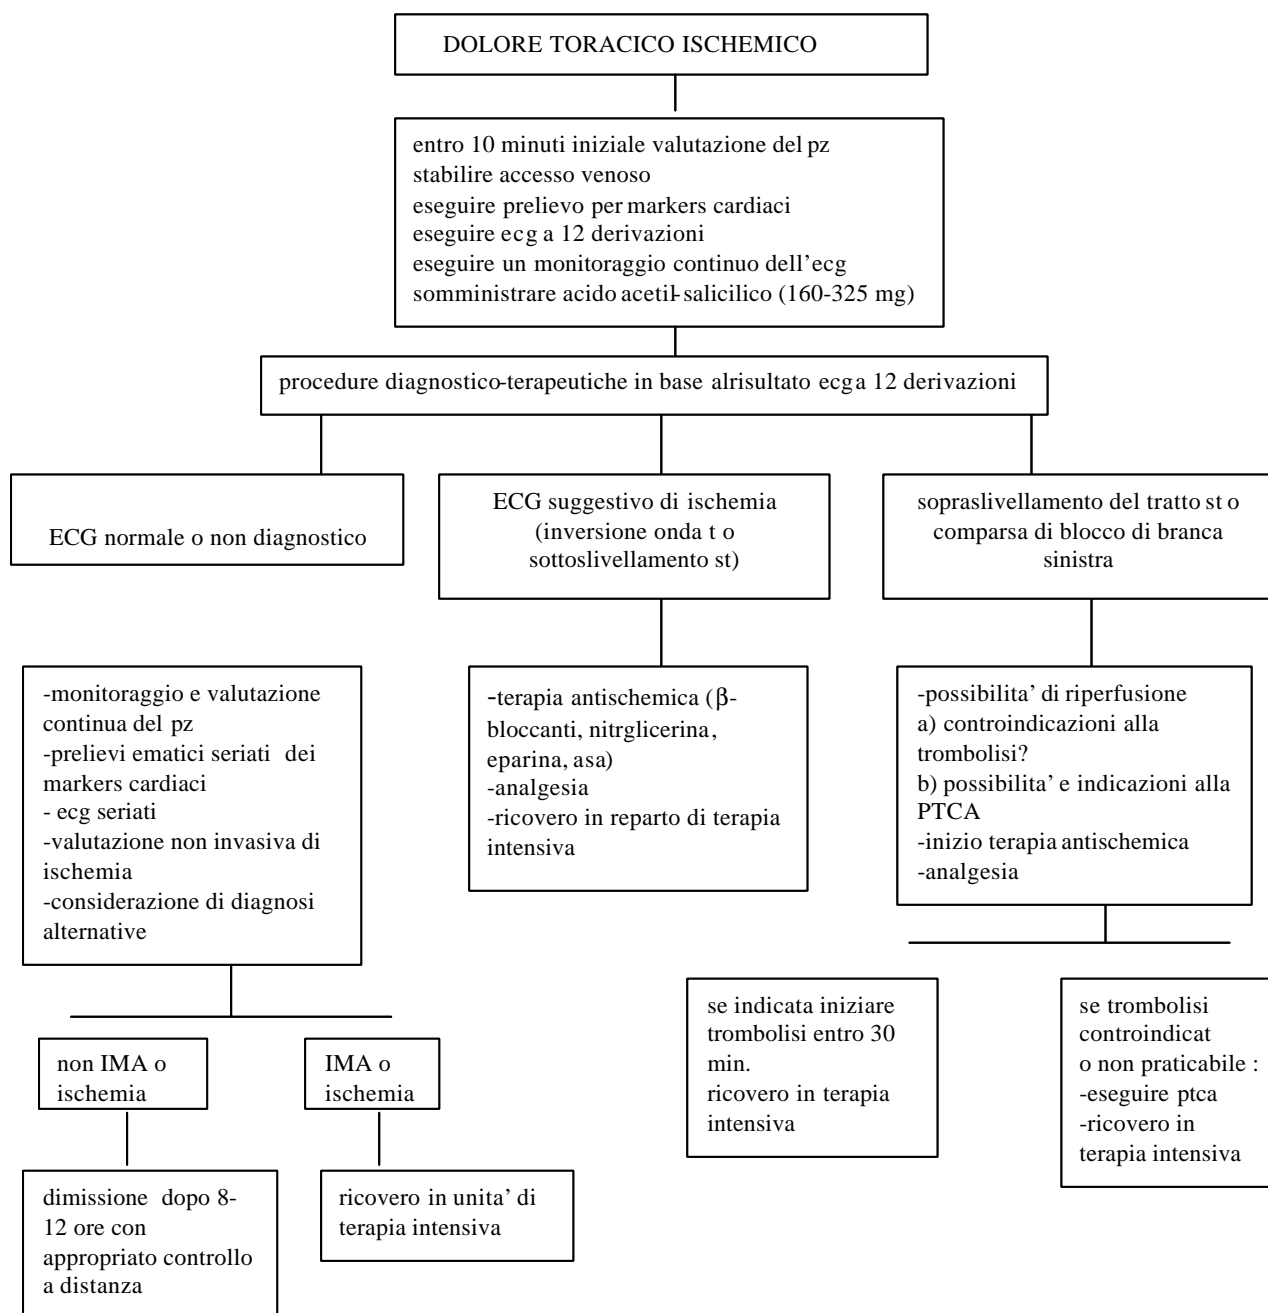 DOLORE TORACICO ISCHEMICO
entro 10 minuti iniziale valutazione del pz
stabilire accesso venoso
eseguire prelievo per markers cardiaci
eseguire ecg a 12 derivazioni
eseguire un monitoraggio continuo dell'ecg
somministrare acido acetil-salicilico (160-325 mg)
procedure diagnostico-terapeutiche in base alrisultato ecg a 12 derivazioni
ECG normale o non diagnostico
ECG suggestivo di ischemia
(inversione onda t o
sottoslivellamento st)
sopraslivellamento del tratto st o
comparsa di blocco di branca
sinistra
-monitoraggio e valutazione
continua del pz
-prelievi ematici seriati dei
markers cardiaci
- ecg seriati
-valutazione non invasiva di
ischemia
-considerazione di diagnosi
alternative
-terapia antischemica (β-
bloccanti, nitrglicerina,
eparina, asa)
-analgesia
-ricovero in reparto di terapia
intensiva
-possibilita' di riperfusione
a) controindicazioni alla
trombolisi?
b) possibilita' e indicazioni alla
PTCA
-inizio terapia antischemica
-analgesia
non IMA o
ischemia
IMA o
ischemia
se indicata iniziare
trombolisi entro 30
min.
ricovero in terapia
intensiva
se trombolisi
controindicat
o non praticabile :
-eseguire ptca
-ricovero in
terapia intensiva
dimissione dopo 8-
12 ore con
appropriato controllo
a distanza
ricovero in unita' di
terapia intensiva